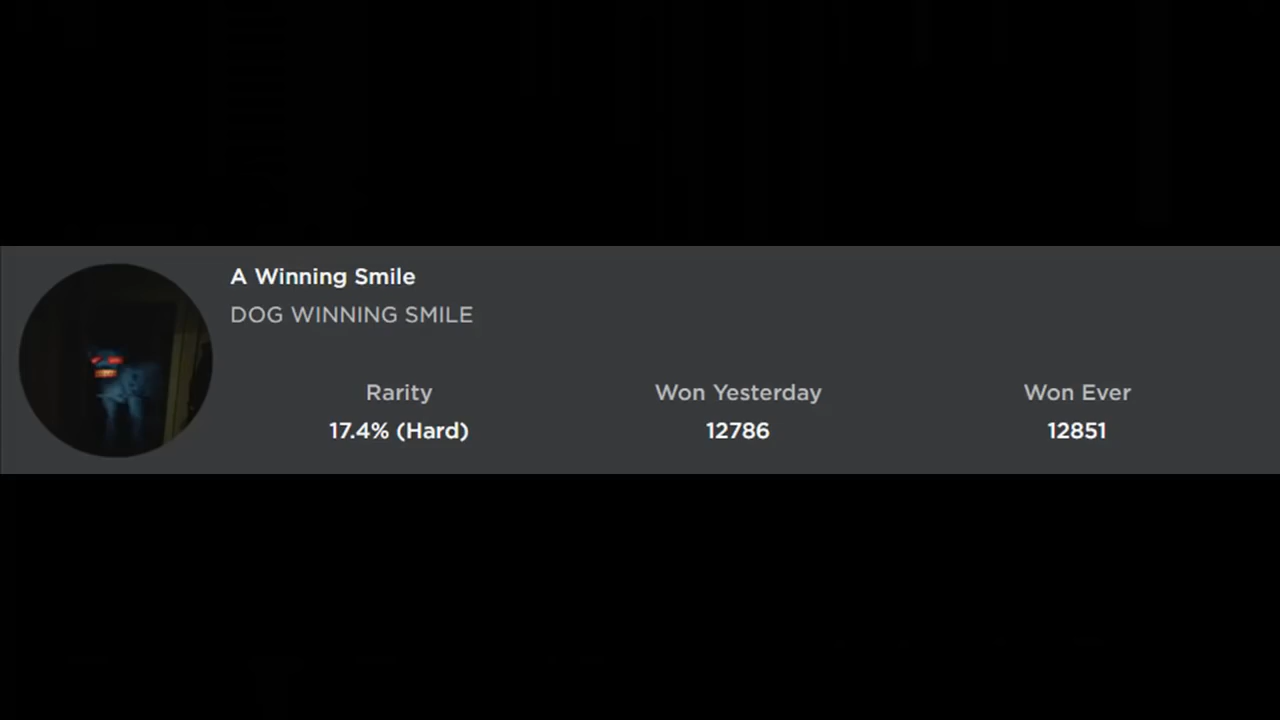 A Winning Smile
DOG WINNING SMILE
Rarity Won Yesterday Won Ever
17.4% (Hard) 12786 12851